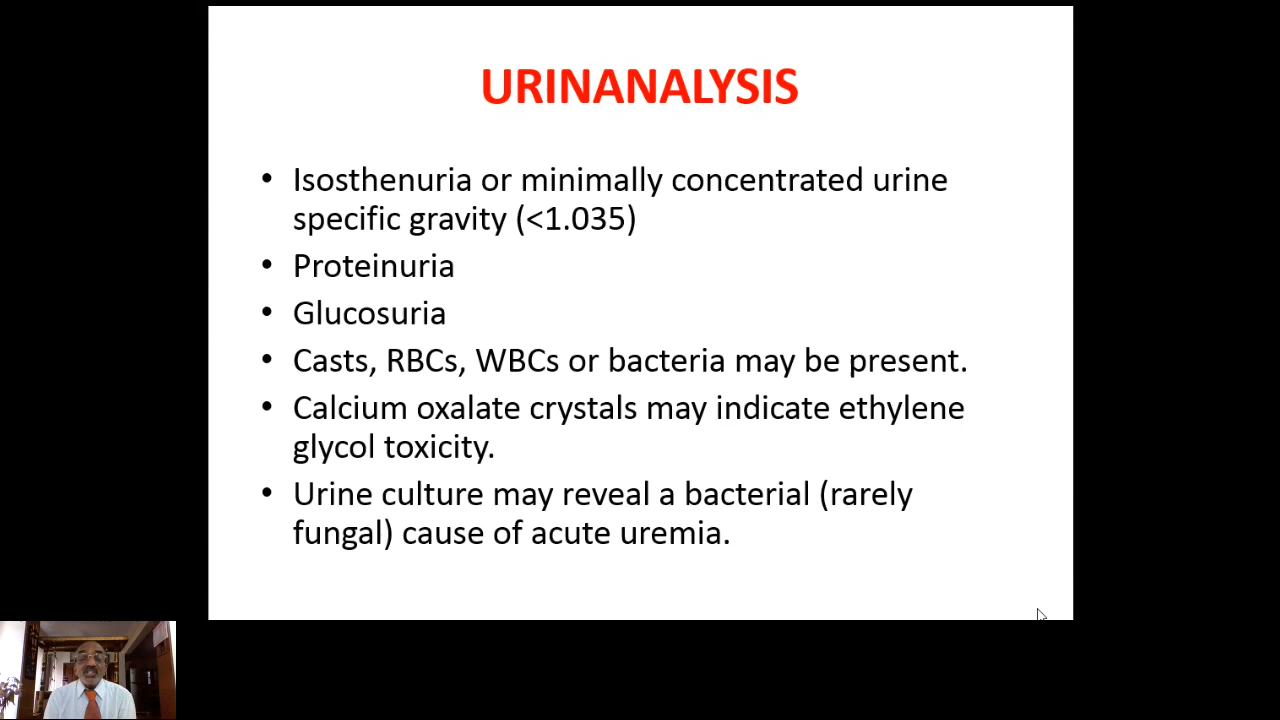 URINANALYSIS
• Isosthenuria or minimally concentrated urine
specific gravity (<1.035)
• Proteinuria
• Glucosuria
• Casts, RBCs, WBCs or bacteria may be present.
• Calcium oxalate crystals may indicate ethylene
glycol toxicity.
• Urine culture may reveal a bacterial (rarely
fungal) cause of acute uremia.